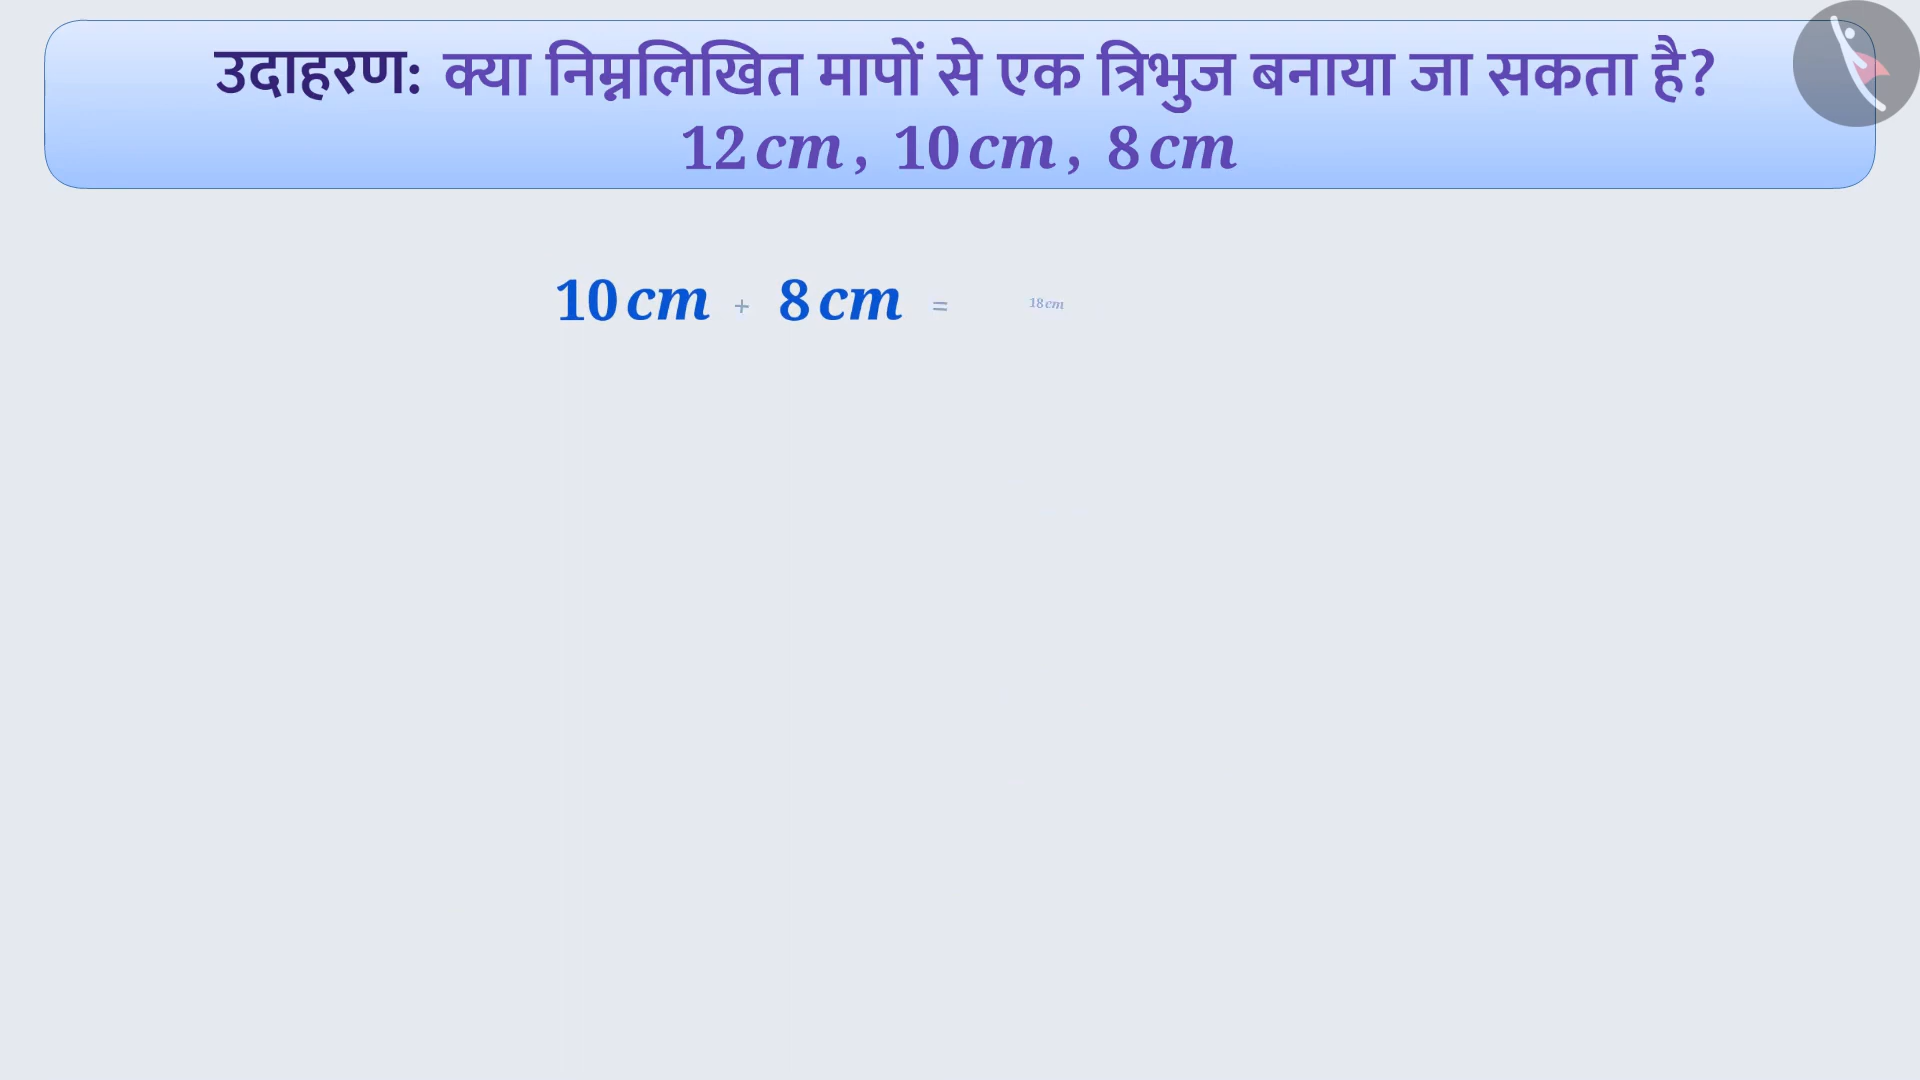 उदाहरण: क्या निम्नलिखित मापों से एक त्रिभुज बनाया जा सकता है?
12 cm , 10 cm , 8 cm
10 cm + 8 cm = 18 cm